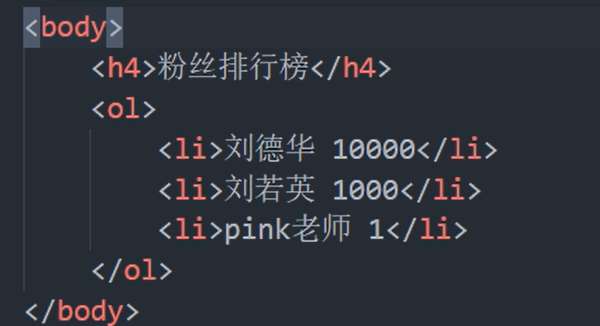 <body>
<h4>粉丝排行榜</h4>
<ol>
<li>刘德华 10000</li>
<li>刘若英 1000</li>
<li>pink老师 1</li>
</ol>
</body>